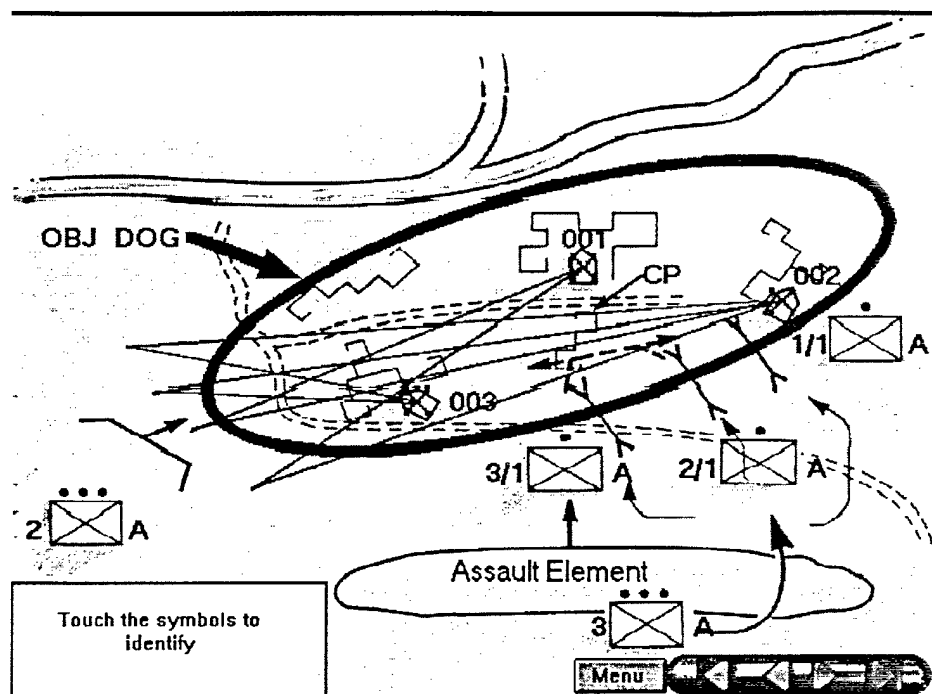 OBJ DOG
001
CP
002
1/1 A
003
3/1 A
2/1 A
2 A
Assault Element
3 A
Touch the symbols to
identify
Menu